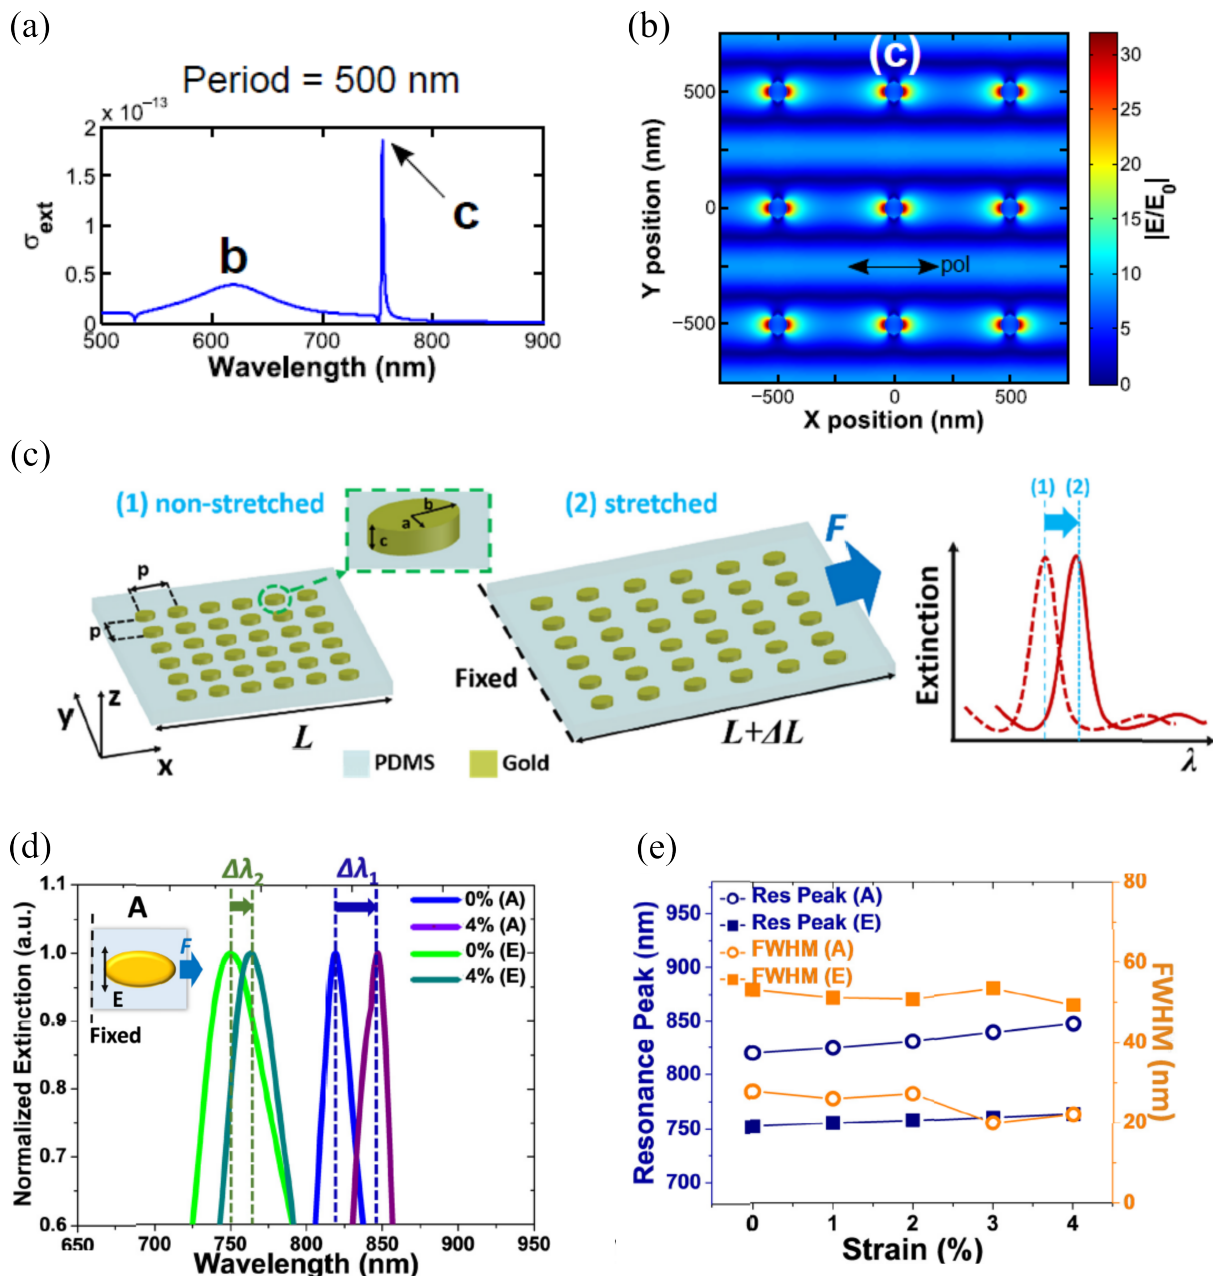 (a)
Period = 500 nm
x 10⁻¹³
2
1.5
1
0.5
0
σext
b
c
500 600 700 800 900
Wavelength (nm)
(b)
(c)
500
0
−500
Y position (nm)
pol
−500 0 500
X position (nm)
30
25
20
15
10
5
0
|E/E₀|
(c)
(1) non-stretched
b
a
c
p
p
y
z
x
L
(2) stretched
F
Fixed
L+ΔL
PDMS
Gold
(1) (2)
Extinction
λ
(d)
Δλ₂ Δλ₁
1.1
1.0
0.9
0.8
0.7
0.6
Normalized Extinction (a.u.)
A
F
E
Fixed
0% (A)
4% (A)
0% (E)
4% (E)
650 700 750 800 850 900 950
Wavelength (nm)
(e)
Res Peak (A)
Res Peak (E)
FWHM (A)
FWHM (E)
950
900
850
800
750
700
Resonance Peak (nm)
80
60
40
20
0
FWHM (nm)
0 1 2 3 4
Strain (%)